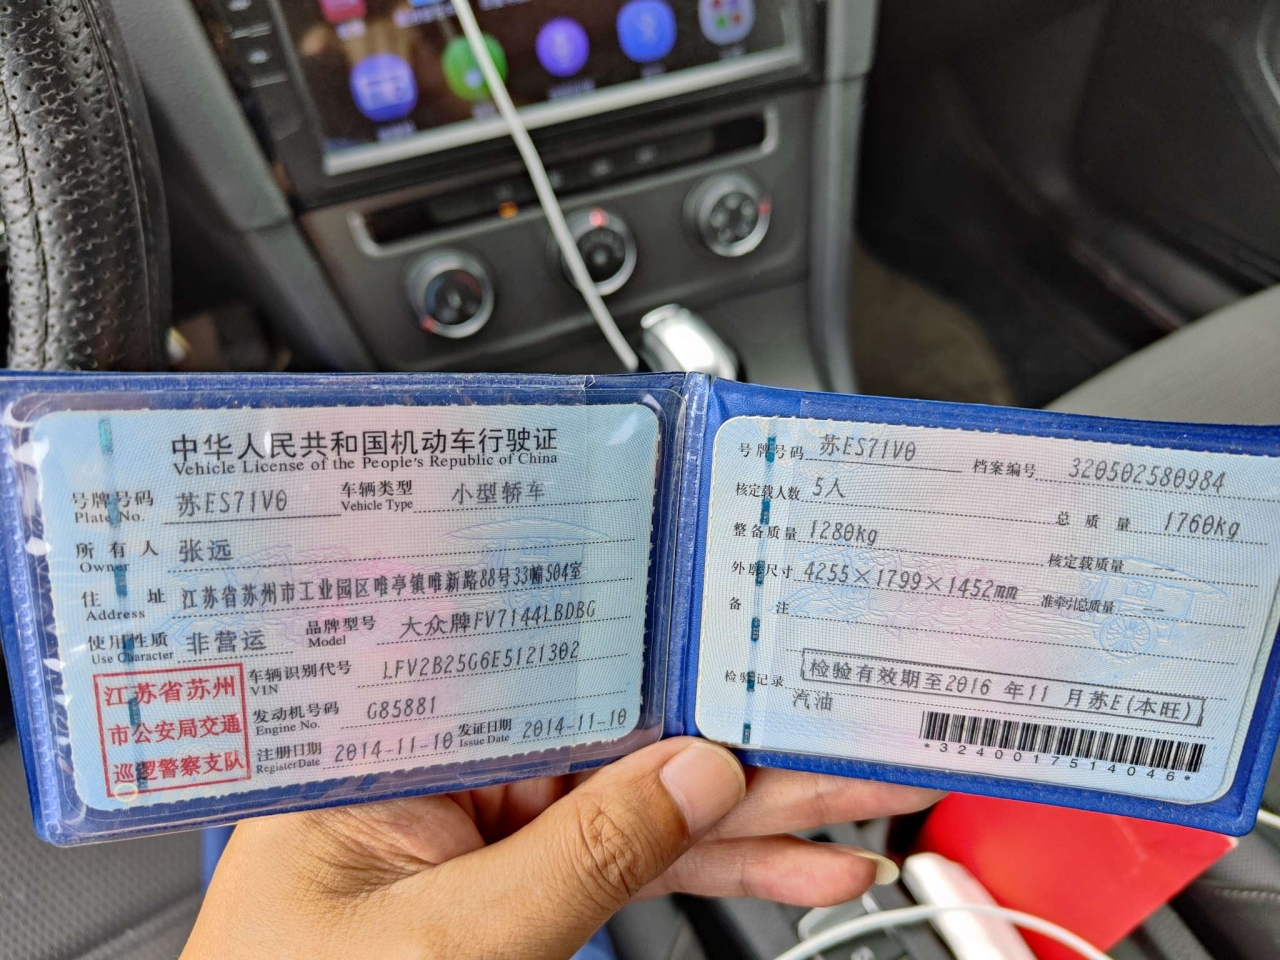 中华人民共和国机动车行驶证
Vehicle License of the People's Republic of China
号牌号码 苏ES71V0 车辆类型 小型轿车
Plate No. Vehicle Type
所有人 张远
Owner
住址 江苏省苏州市工业园区唯亭镇唯新路88号33幢504室
Address
使用性质 非营运 品牌型号 大众牌FV7144LBDBG
Use Character Model
江苏省苏州
市公安局交通
巡逻警察支队
车辆识别代号 LFV2B25G6E5121302
VIN
发动机号码 G85881
Engine No.
注册日期 2014-11-10 发证日期 2014-11-10
Register Date Issue Date
号牌号码 苏ES71V0 档案编号 320502580984
核定载人数 5人 总质量 1760kg
整备质量 1280kg 核定载质量
外廓尺寸 4255×1799×1452mm 准牵引总质量 --
备注
检验记录 检验有效期至2016年11月苏E(本旺)
汽油
*3240017514046*